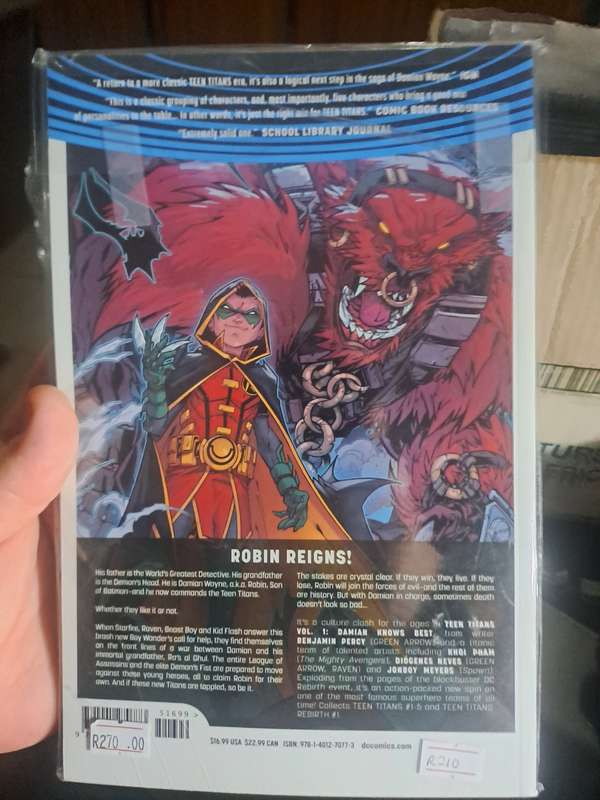 "A return to a more classic TEEN TITANS era, it's also a logical next step in the saga of Damian Wayne." IGN
"This is a classic grouping of characters, and, most importantly, five characters who bring a good mix
of personalities to the table... In other words, it's just the right mix for TEEN TITANS." COMIC BOOK RESOURCES
"Extremely solid one." SCHOOL LIBRARY JOURNAL
ROBIN REIGNS!
His father is the World's Greatest Detective. His grandfather
is the Demon's Head. He is Damian Wayne, a.k.a. Robin, Son
of Batman—and he now commands the Teen Titans.
Whether they like it or not.
When Starfire, Raven, Beast Boy and Kid Flash answer this
brash new Boy Wonder's call for help, they find themselves
on the front lines of a war between Damian and his
immortal grandfather, Ra's al Ghul. The entire League of
Assassins and the elite Demon's Fist are prepared to move
against these young heroes, all to claim Robin for their
own. And if these new Titans are toppled, so be it.
The stakes are crystal clear. If they win, they live. If they
lose, Robin will join the forces of evil—and the rest of them
are history. But with Damian in charge, sometimes death
doesn't look so bad...
It's a culture clash for the ages in TEEN TITANS
VOL. 1: DAMIAN KNOWS BEST, from writer
BENJAMIN PERCY (GREEN ARROW) and a titanic
team of talented artists including KHOI PHAM
(The Mighty Avengers), DIÓGENES NEVES (GREEN
ARROW, RAVEN) and JONBOY MEYERS (Spawn)!
Exploding from the pages of the blockbuster DC
Rebirth event, it's an action-packed new spin on
one of the most famous superhero teams of all
time! Collects TEEN TITANS #1-5 and TEEN TITANS:
REBIRTH #1.
51699>
9
R270.00
$16.99 USA $22.99 CAN ISBN: 978-1-4012-7077-3 dccomics.com
R210